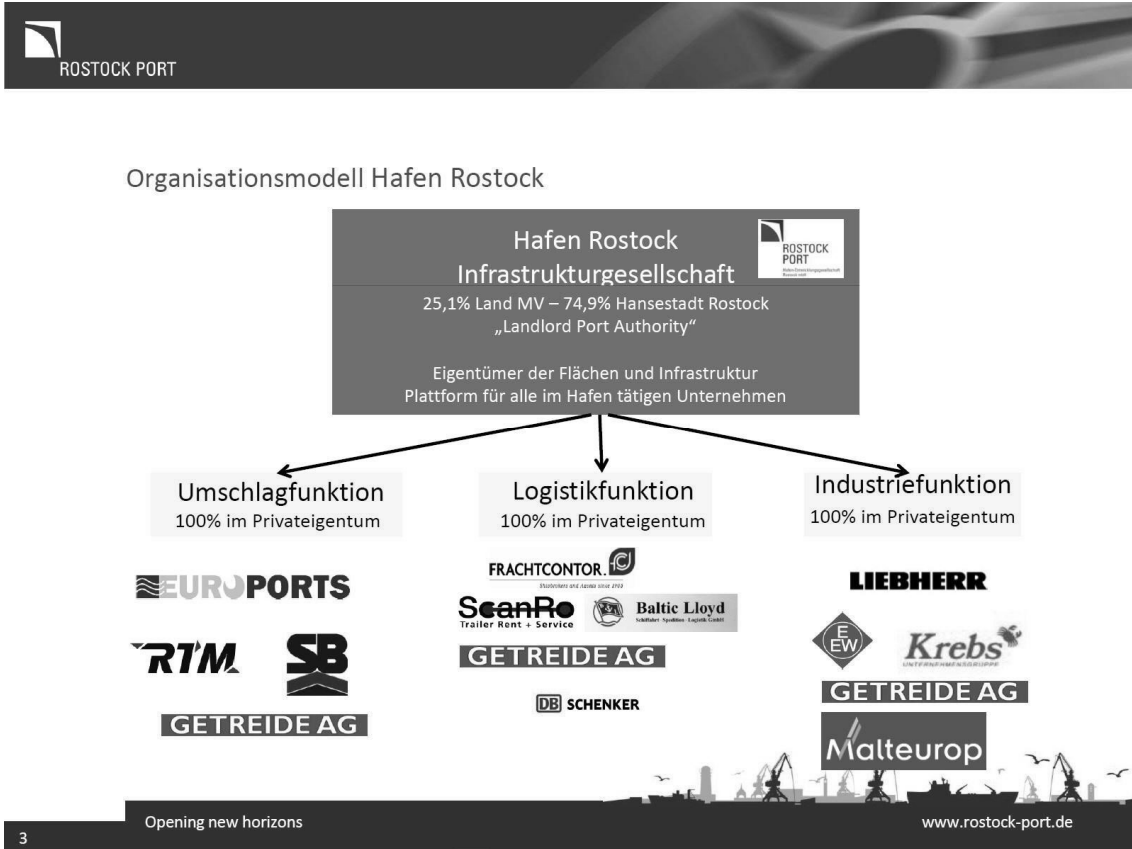 ROSTOCK PORT
Organisationsmodell Hafen Rostock
Hafen Rostock
Infrastrukturgesellschaft
ROSTOCK
PORT
25,1% Land MV – 74,9% Hansestadt Rostock
„Landlord Port Authority“
Eigentümer der Flächen und Infrastruktur
Plattform für alle im Hafen tätigen Unternehmen
Umschlagfunktion
100% im Privateigentum
EUROPORTS
RTM
SB
GETREIDE AG
Logistikfunktion
100% im Privateigentum
FRACHTCONTOR.
ScanRo
Trailer Rent + Service
Baltic Lloyd
Schiffahrt · Spedition · Logistik GmbH
GETREIDE AG
DB SCHENKER
Industriefunktion
100% im Privateigentum
LIEBHERR
E
EW
Krebs
UNTERNEHMENSGRUPPE
GETREIDE AG
Malteurop
Opening new horizons
www.rostock-port.de
3